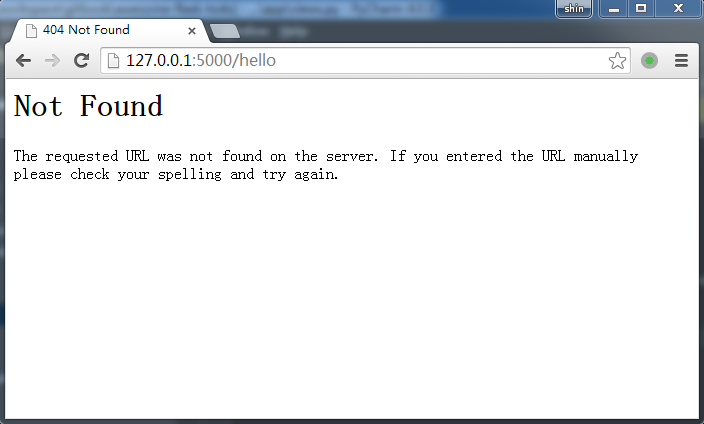 shin
404 Not Found
127.0.0.1:5000/hello
Not Found
The requested URL was not found on the server. If you entered the URL manually
please check your spelling and try again.